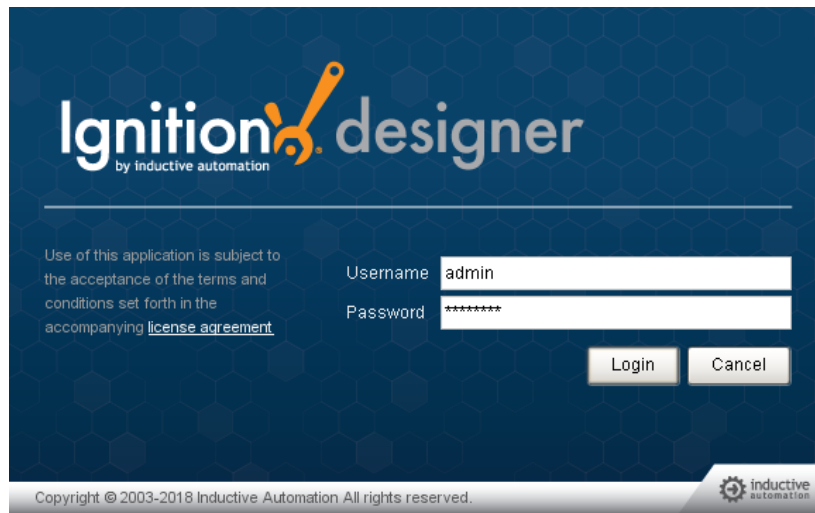 Ignition designer
by inductive automation
Use of this application is subject to
the acceptance of the terms and
conditions set forth in the
accompanying license agreement
Username admin
Password ********
Login Cancel
Copyright © 2003-2018 Inductive Automation All rights reserved.
inductive
automation